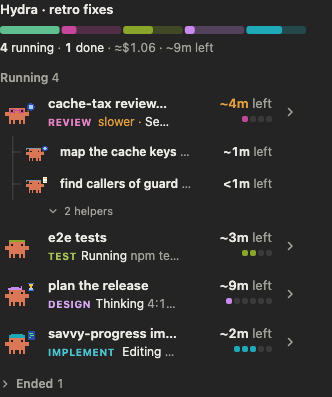 Hydra · retro fixes
4 running · 1 done · ≈$1.06 · ~9m left
Running 4
cache-tax review... ~4m left
REVIEW slower · Se...
map the cache keys ... ~1m left
find callers of guard ... <1m left
2 helpers
e2e tests ~3m left
TEST Running npm te...
plan the release ~9m left
DESIGN Thinking 4:1...
savvy-progress im... ~2m left
IMPLEMENT Editing ...
Ended 1